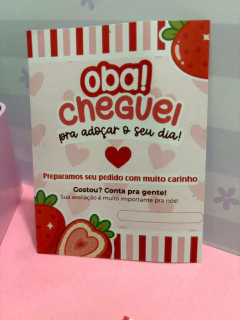 Oba!
cheguei
pra adoçar o seu dia!
Preparamos seu pedido com muito carinho
Gostou? Conta pra gente!
Sua avaliação é muito importante pra nós!